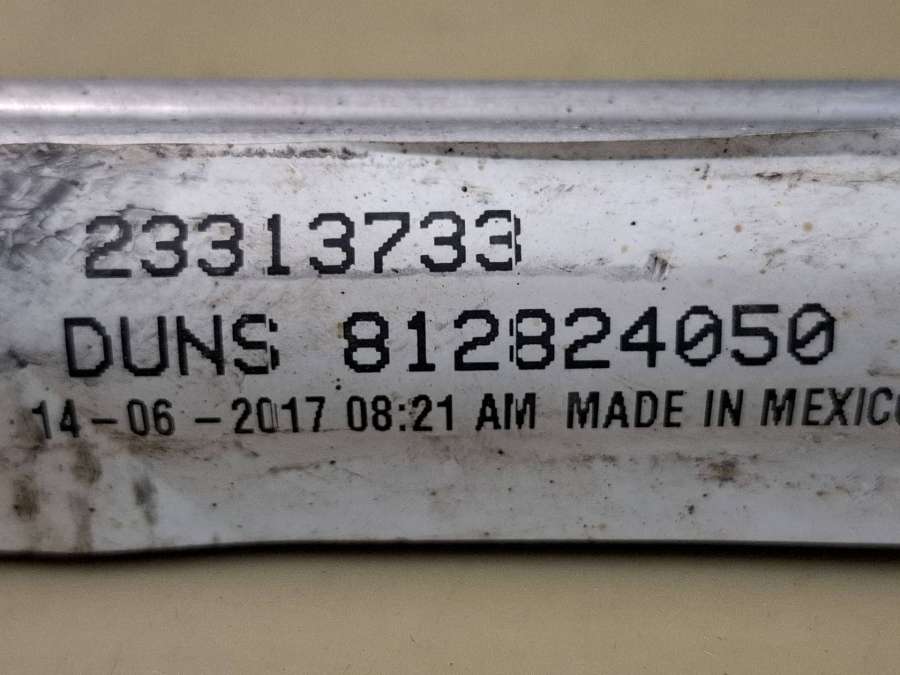 23313733
DUNS 812824050
14-06-2017 08:21 AM MADE IN MEXICO